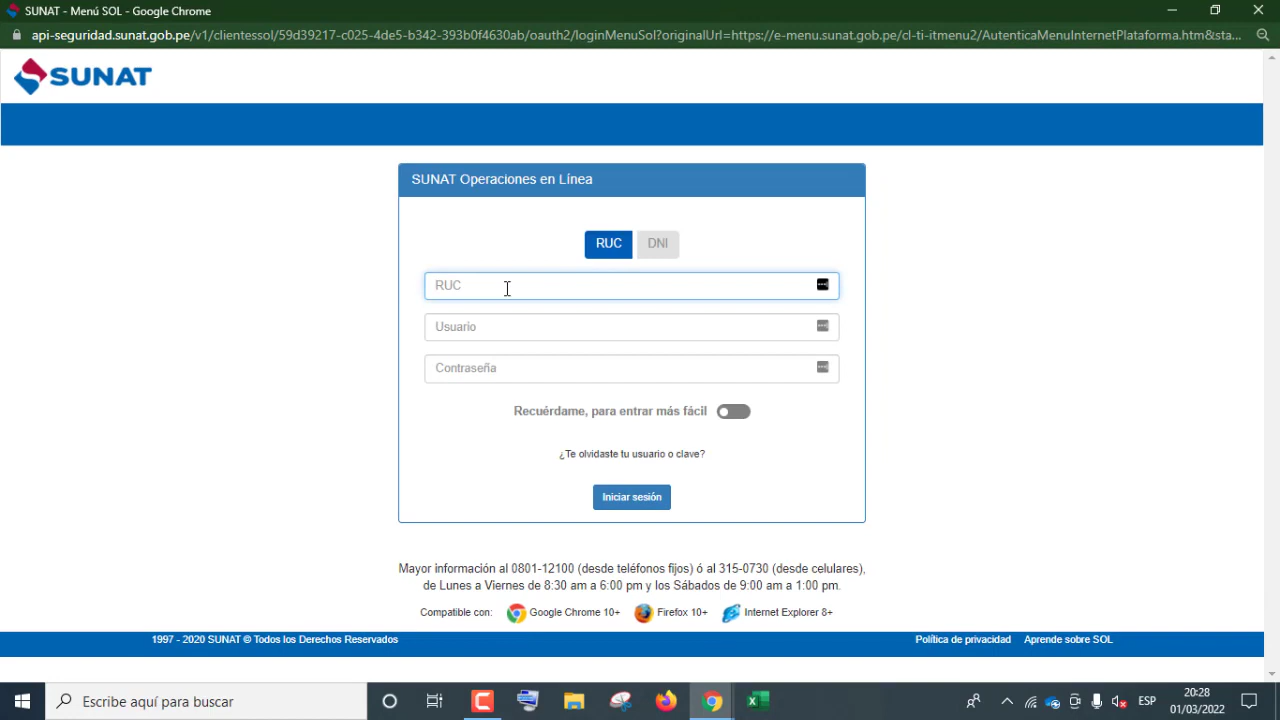 SUNAT - Menú SOL - Google Chrome
api-seguridad.sunat.gob.pe/v1/clientessol/59d39217-c025-4de5-b342-393b0f4630ab/oauth2/loginMenuSol?originalUrl=https://e-menu.sunat.gob.pe/cl-ti-itmenu2/AutenticaMenuInternetPlataforma.htm&sta...
SUNAT
SUNAT Operaciones en Línea
RUC DNI
RUC
Usuario
Contraseña
Recuérdame, para entrar más fácil
¿Te olvidaste tu usuario o clave?
Iniciar sesión
Mayor información al 0801-12100 (desde teléfonos fijos) ó al 315-0730 (desde celulares),
de Lunes a Viernes de 8:30 am a 6:00 pm y los Sábados de 9:00 am a 1:00 pm.
Compatible con: Google Chrome 10+ Firefox 10+ Internet Explorer 8+
1997 - 2020 SUNAT © Todos los Derechos Reservados Política de privacidad Aprende sobre SOL
Escribe aquí para buscar
ESP
20:28
01/03/2022